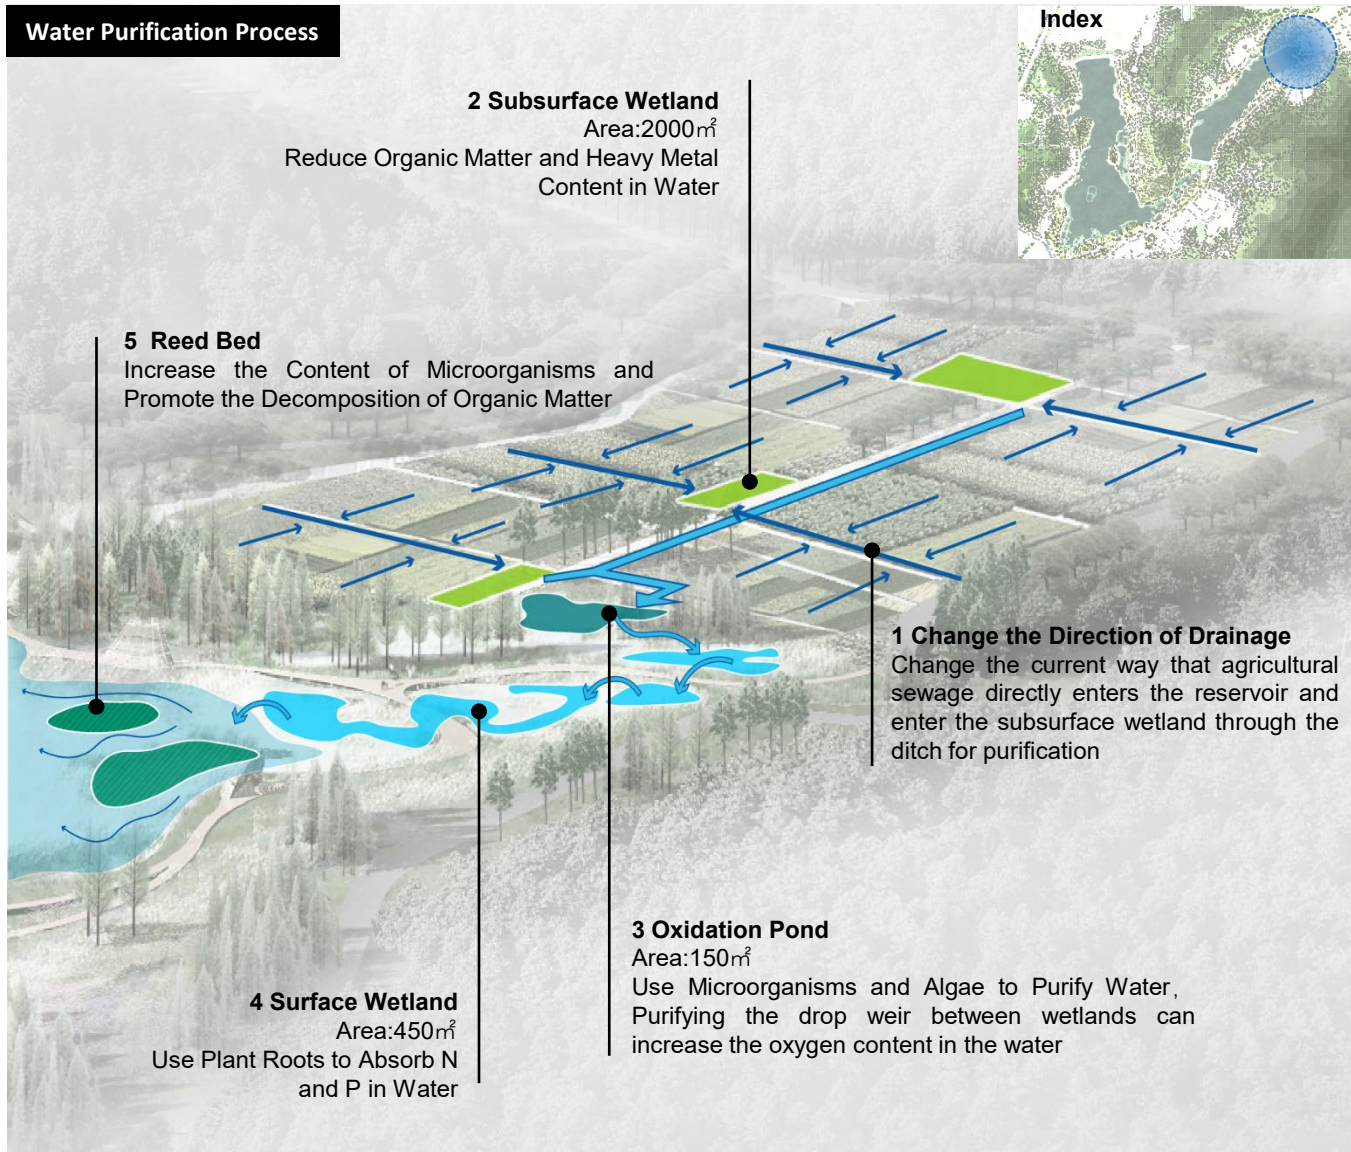 Water Purification Process
Index
2 Subsurface Wetland
Area:2000㎡
Reduce Organic Matter and Heavy Metal
Content in Water
5 Reed Bed
Increase the Content of Microorganisms and
Promote the Decomposition of Organic Matter
1 Change the Direction of Drainage
Change the current way that agricultural
sewage directly enters the reservoir and
enter the subsurface wetland through the
ditch for purification
3 Oxidation Pond
Area:150㎡
Use Microorganisms and Algae to Purify Water,
Purifying the drop weir between wetlands can
increase the oxygen content in the water
4 Surface Wetland
Area:450㎡
Use Plant Roots to Absorb N
and P in Water